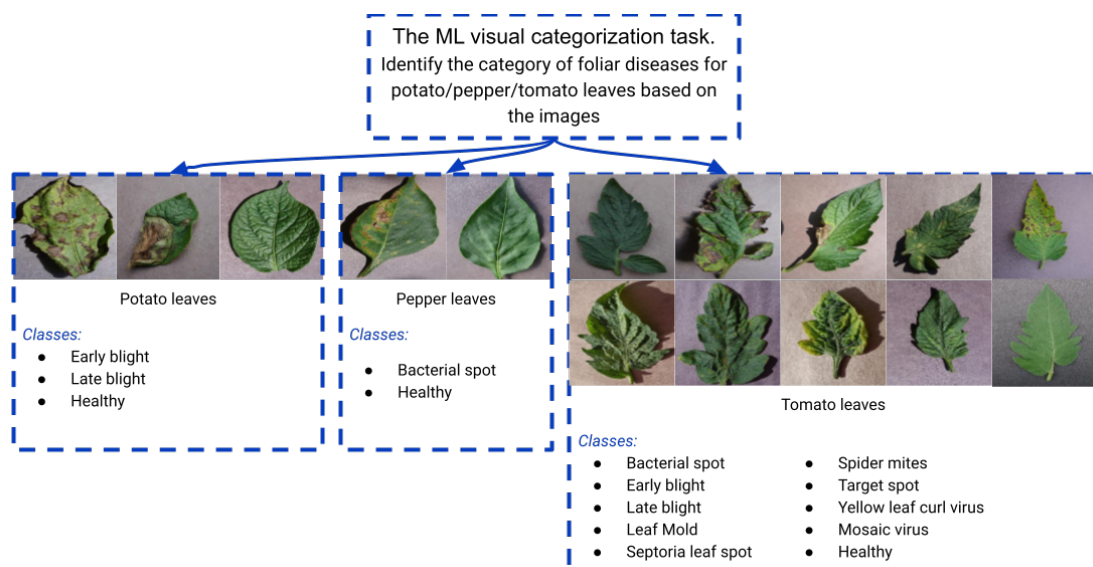 The ML visual categorization task.
Identify the category of foliar diseases for
potato/pepper/tomato leaves based on
the images
Potato leaves
Classes:
● Early blight
● Late blight
● Healthy
Pepper leaves
Classes:
● Bacterial spot
● Healthy
Tomato leaves
Classes:
● Bacterial spot
● Early blight
● Late blight
● Leaf Mold
● Septoria leaf spot
● Spider mites
● Target spot
● Yellow leaf curl virus
● Mosaic virus
● Healthy